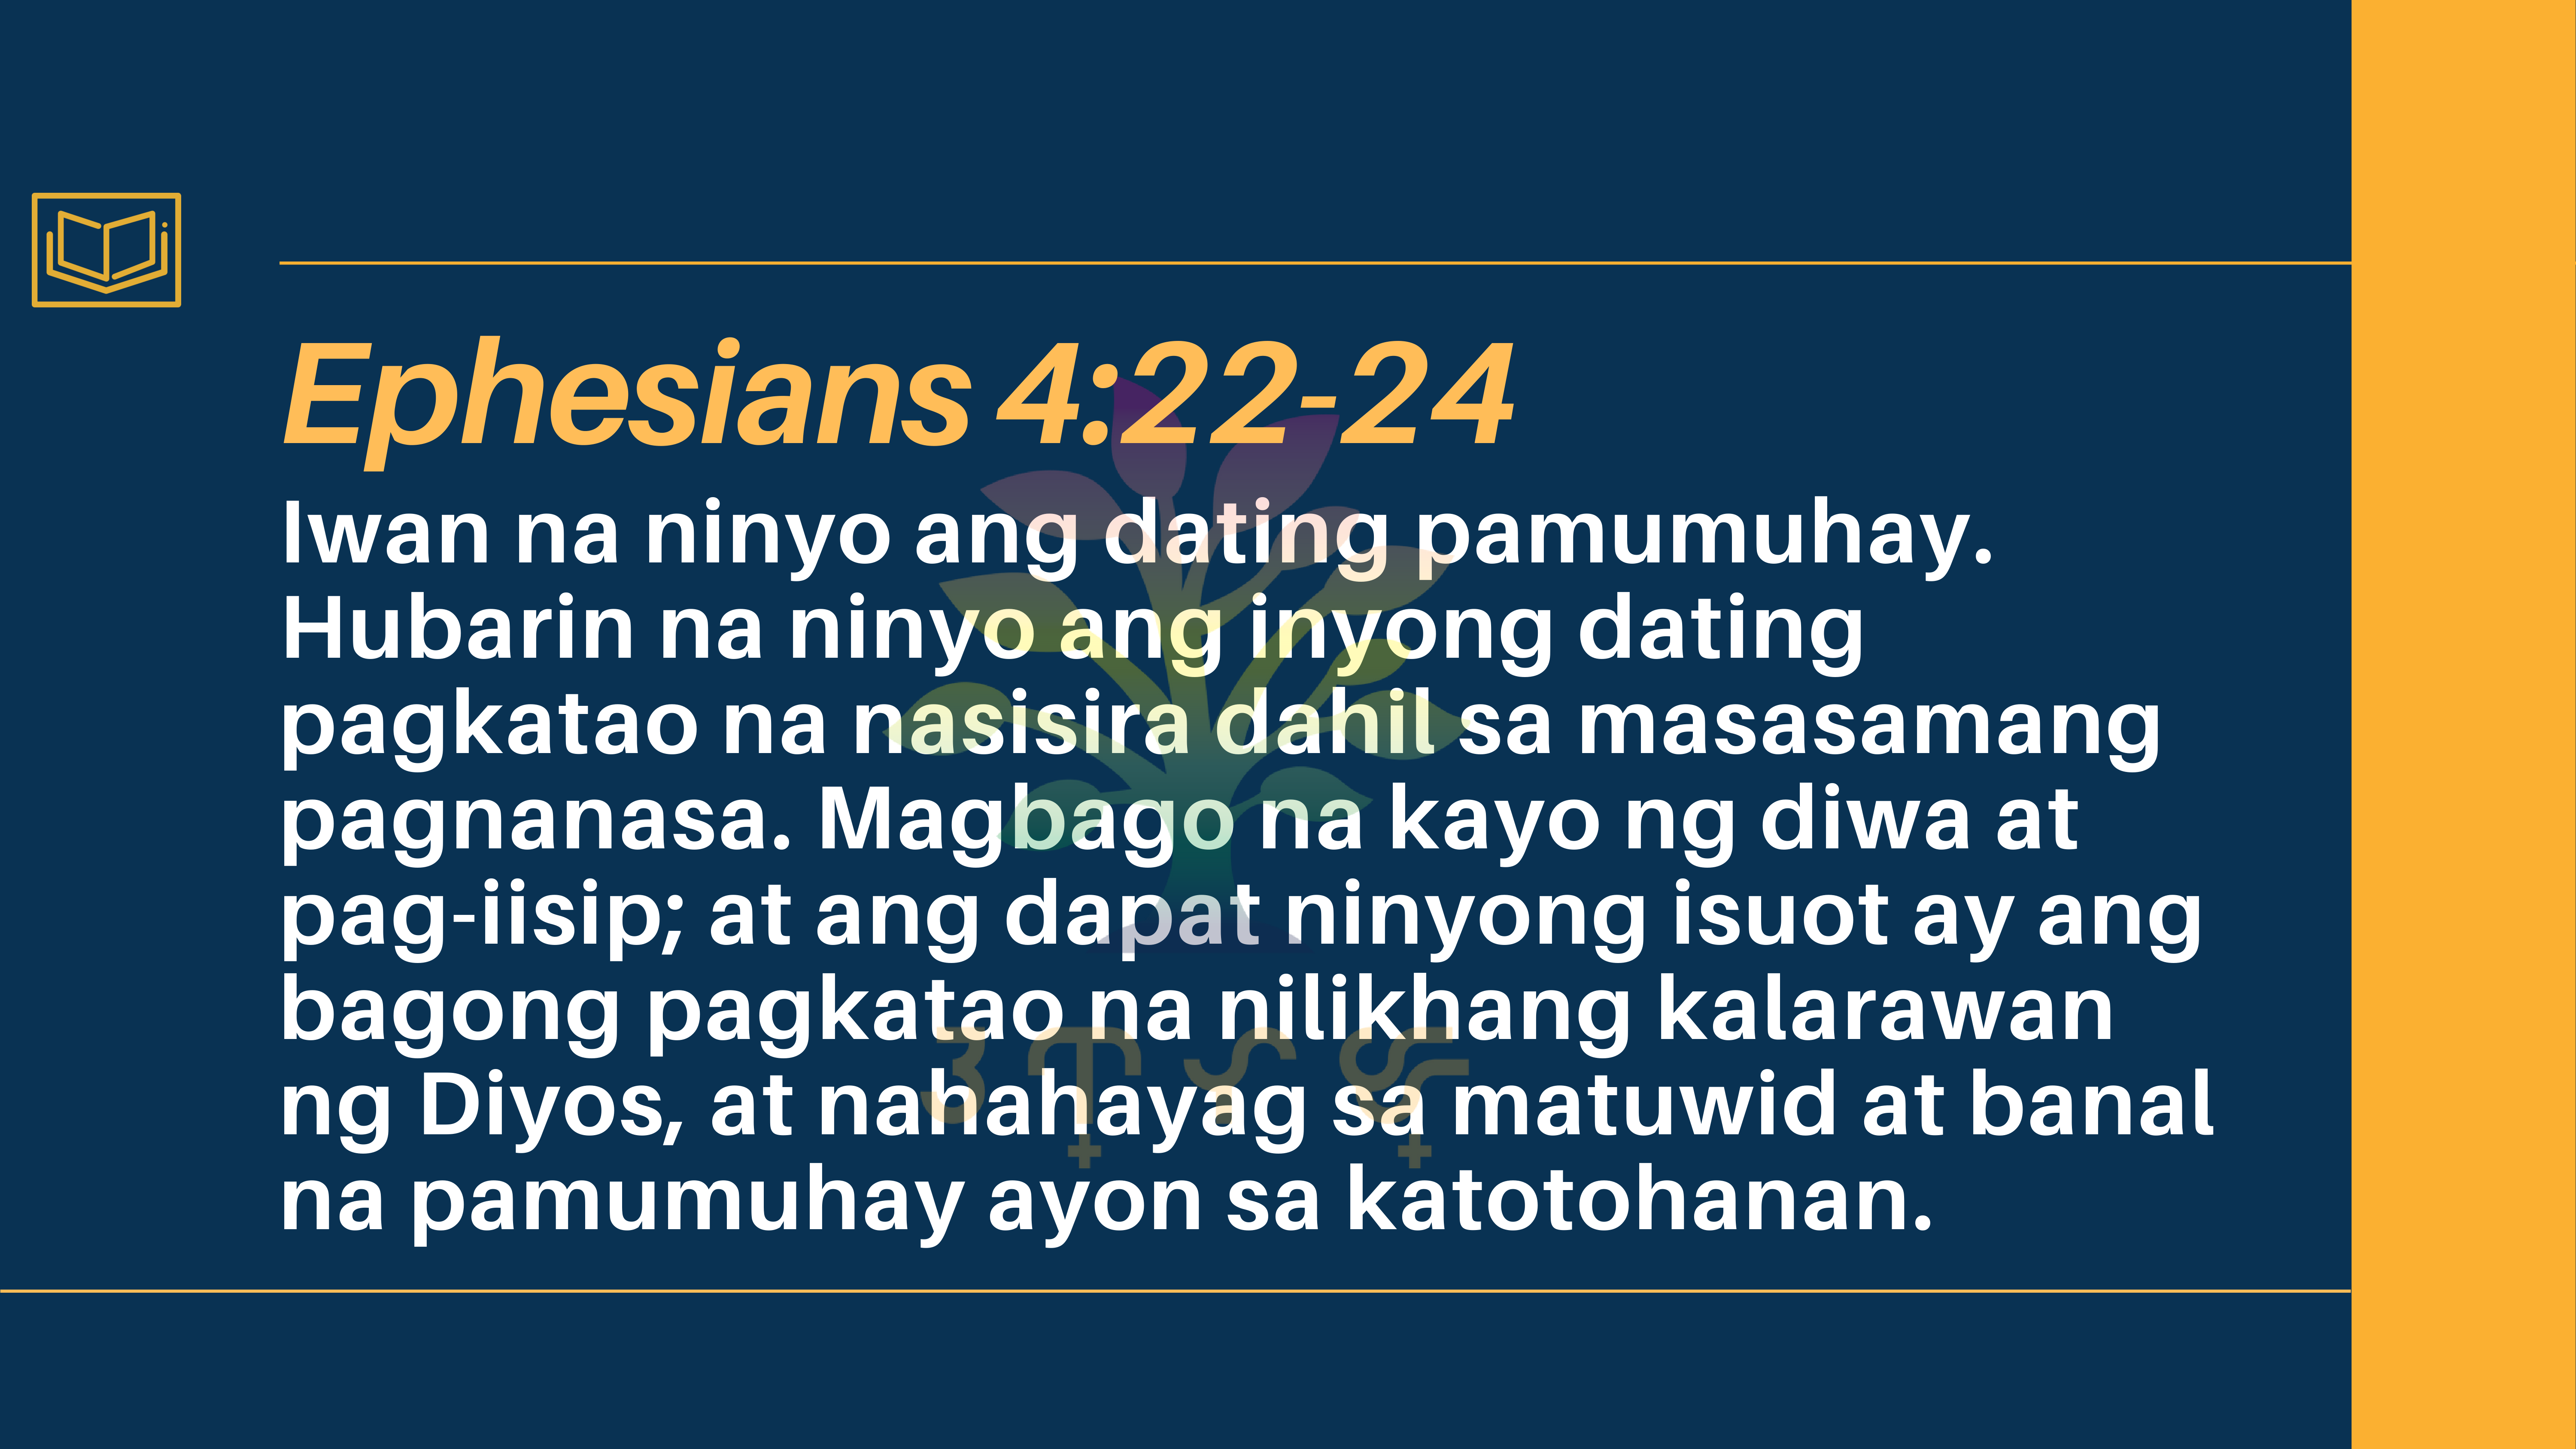 Ephesians 4:22-24
Iwan na ninyo ang dating pamumuhay.
Hubarin na ninyo ang inyong dating
pagkatao na nasisira dahil sa masasamang
pagnanasa. Magbago na kayo ng diwa at
pag-iisip; at ang dapat ninyong isuot ay ang
bagong pagkatao na nilikhang kalarawan
ng Diyos, at nahahayag sa matuwid at banal
na pamumuhay ayon sa katotohanan.